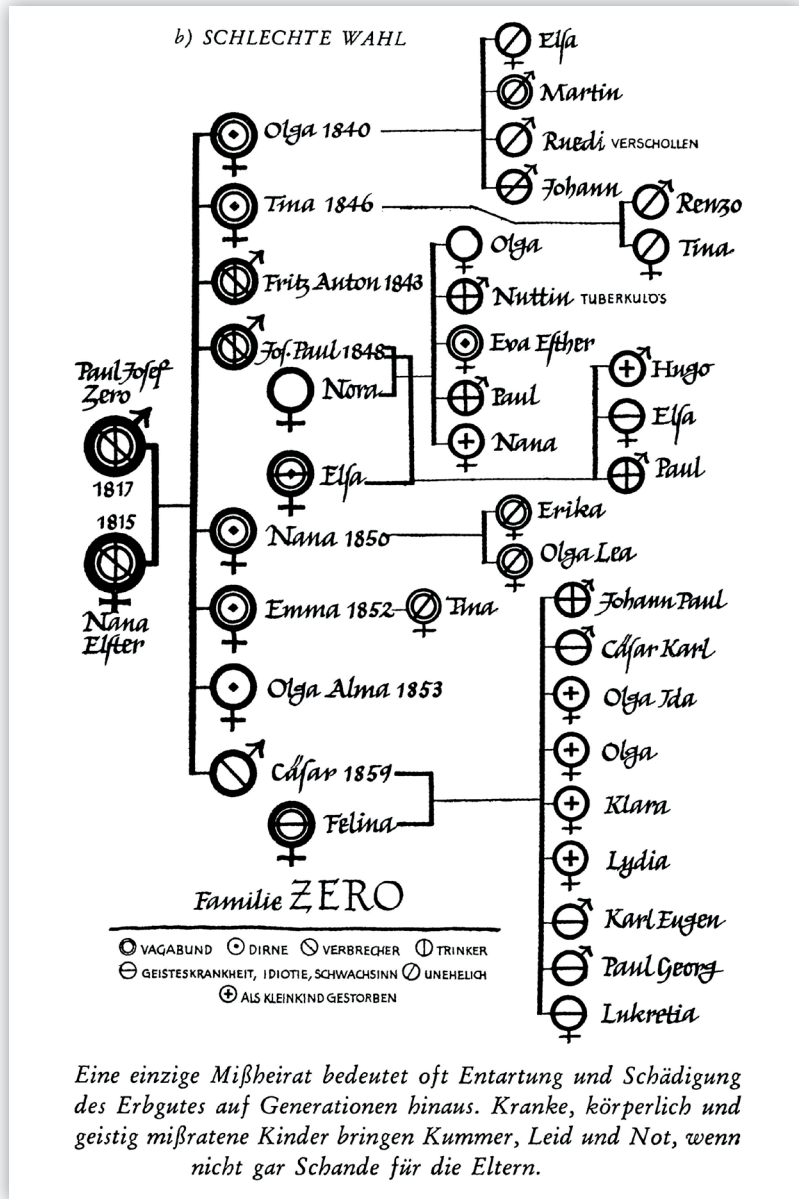 b) SCHLECHTE WAHL
Elſa
Martin
Ruedi VERSCHOLLEN
Johann
Olga 1840
Tina 1846
Renzo
Tina
Fritz Anton 1843
Joſ. Paul 1848
Nora
Elſa
Olga
Nuttin TUBERKULÖS
Eva Eſther
Paul
Nana
Hugo
Elſa
Paul
Paul Joſef
Zero
1817
1815
Nana
Elſter
Nana 1850
Erika
Olga Lea
Emma 1852
Tina
Olga Alma 1853
Cäſar 1859
Felina
Johann Paul
Cäſar Karl
Olga Ida
Olga
Klara
Lydia
Karl Eugen
Paul Georg
Lukretia
Familie ZERO
VAGABUND DIRNE VERBRECHER TRINKER
GEISTESKRANKHEIT, IDIOTIE, SCHWACHSINN UNEHELICH
ALS KLEINKIND GESTORBEN
Eine einzige Mißheirat bedeutet oft Entartung und Schädigung
des Erbgutes auf Generationen hinaus. Kranke, körperlich und
geistig mißratene Kinder bringen Kummer, Leid und Not, wenn
nicht gar Schande für die Eltern.